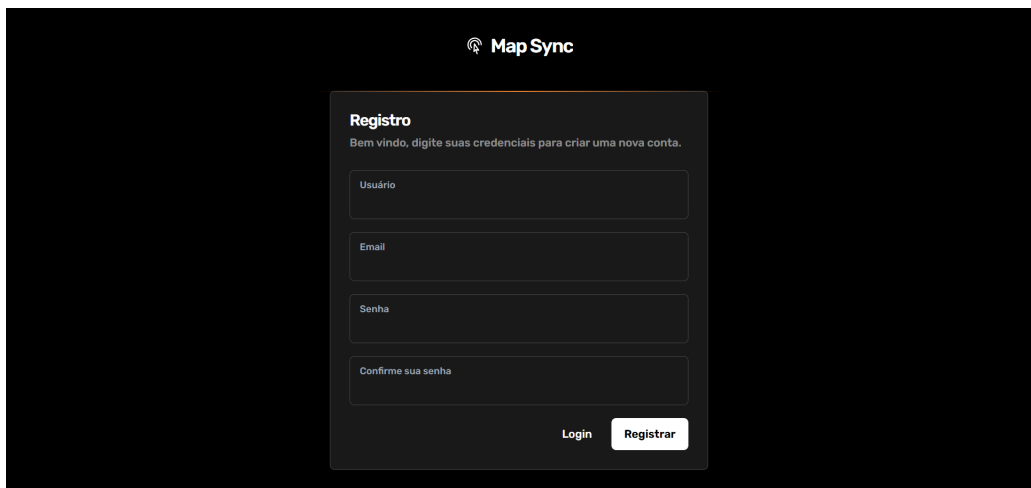 Map Sync
Registro
Bem vindo, digite suas credenciais para criar uma nova conta.
Usuário
Email
Senha
Confirme sua senha
Login Registrar